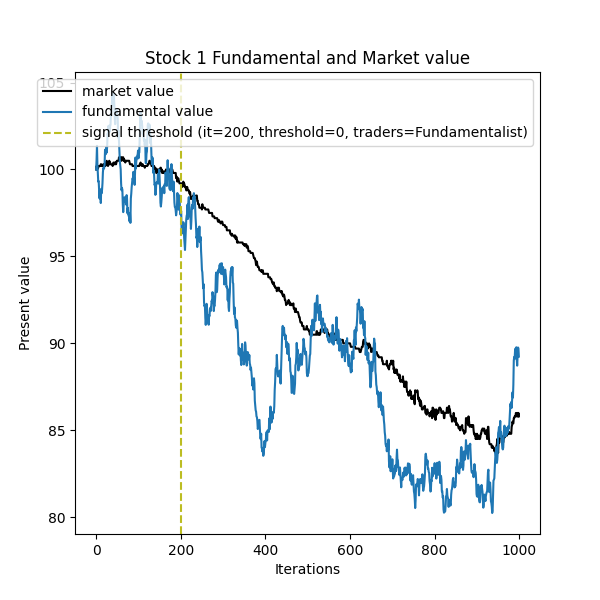 Stock 1 Fundamental and Market value
market value
fundamental value
signal threshold (it=200, threshold=0, traders=Fundamentalist)
Present value
105
100
95
90
85
80
0
200
400
600
800
1000
Iterations